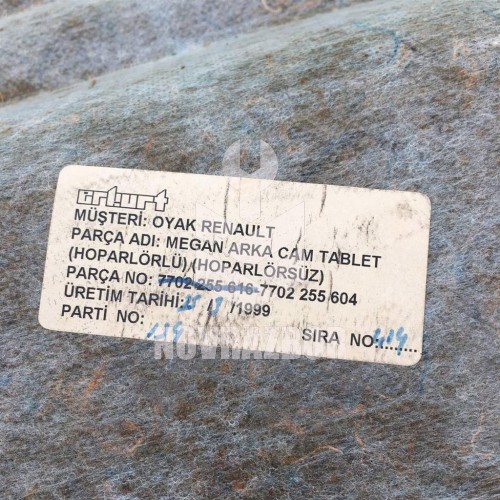 erkurt
MÜŞTERİ: OYAK RENAULT
PARÇA ADI: MEGAN ARKA CAM TABLET
(HOPARLÖRLÜ) (HOPARLÖRSÜZ)
PARÇA NO: 7702 255 616-7702 255 604
ÜRETİM TARİHİ: / /1999
PARTİ NO:
SIRA NO: